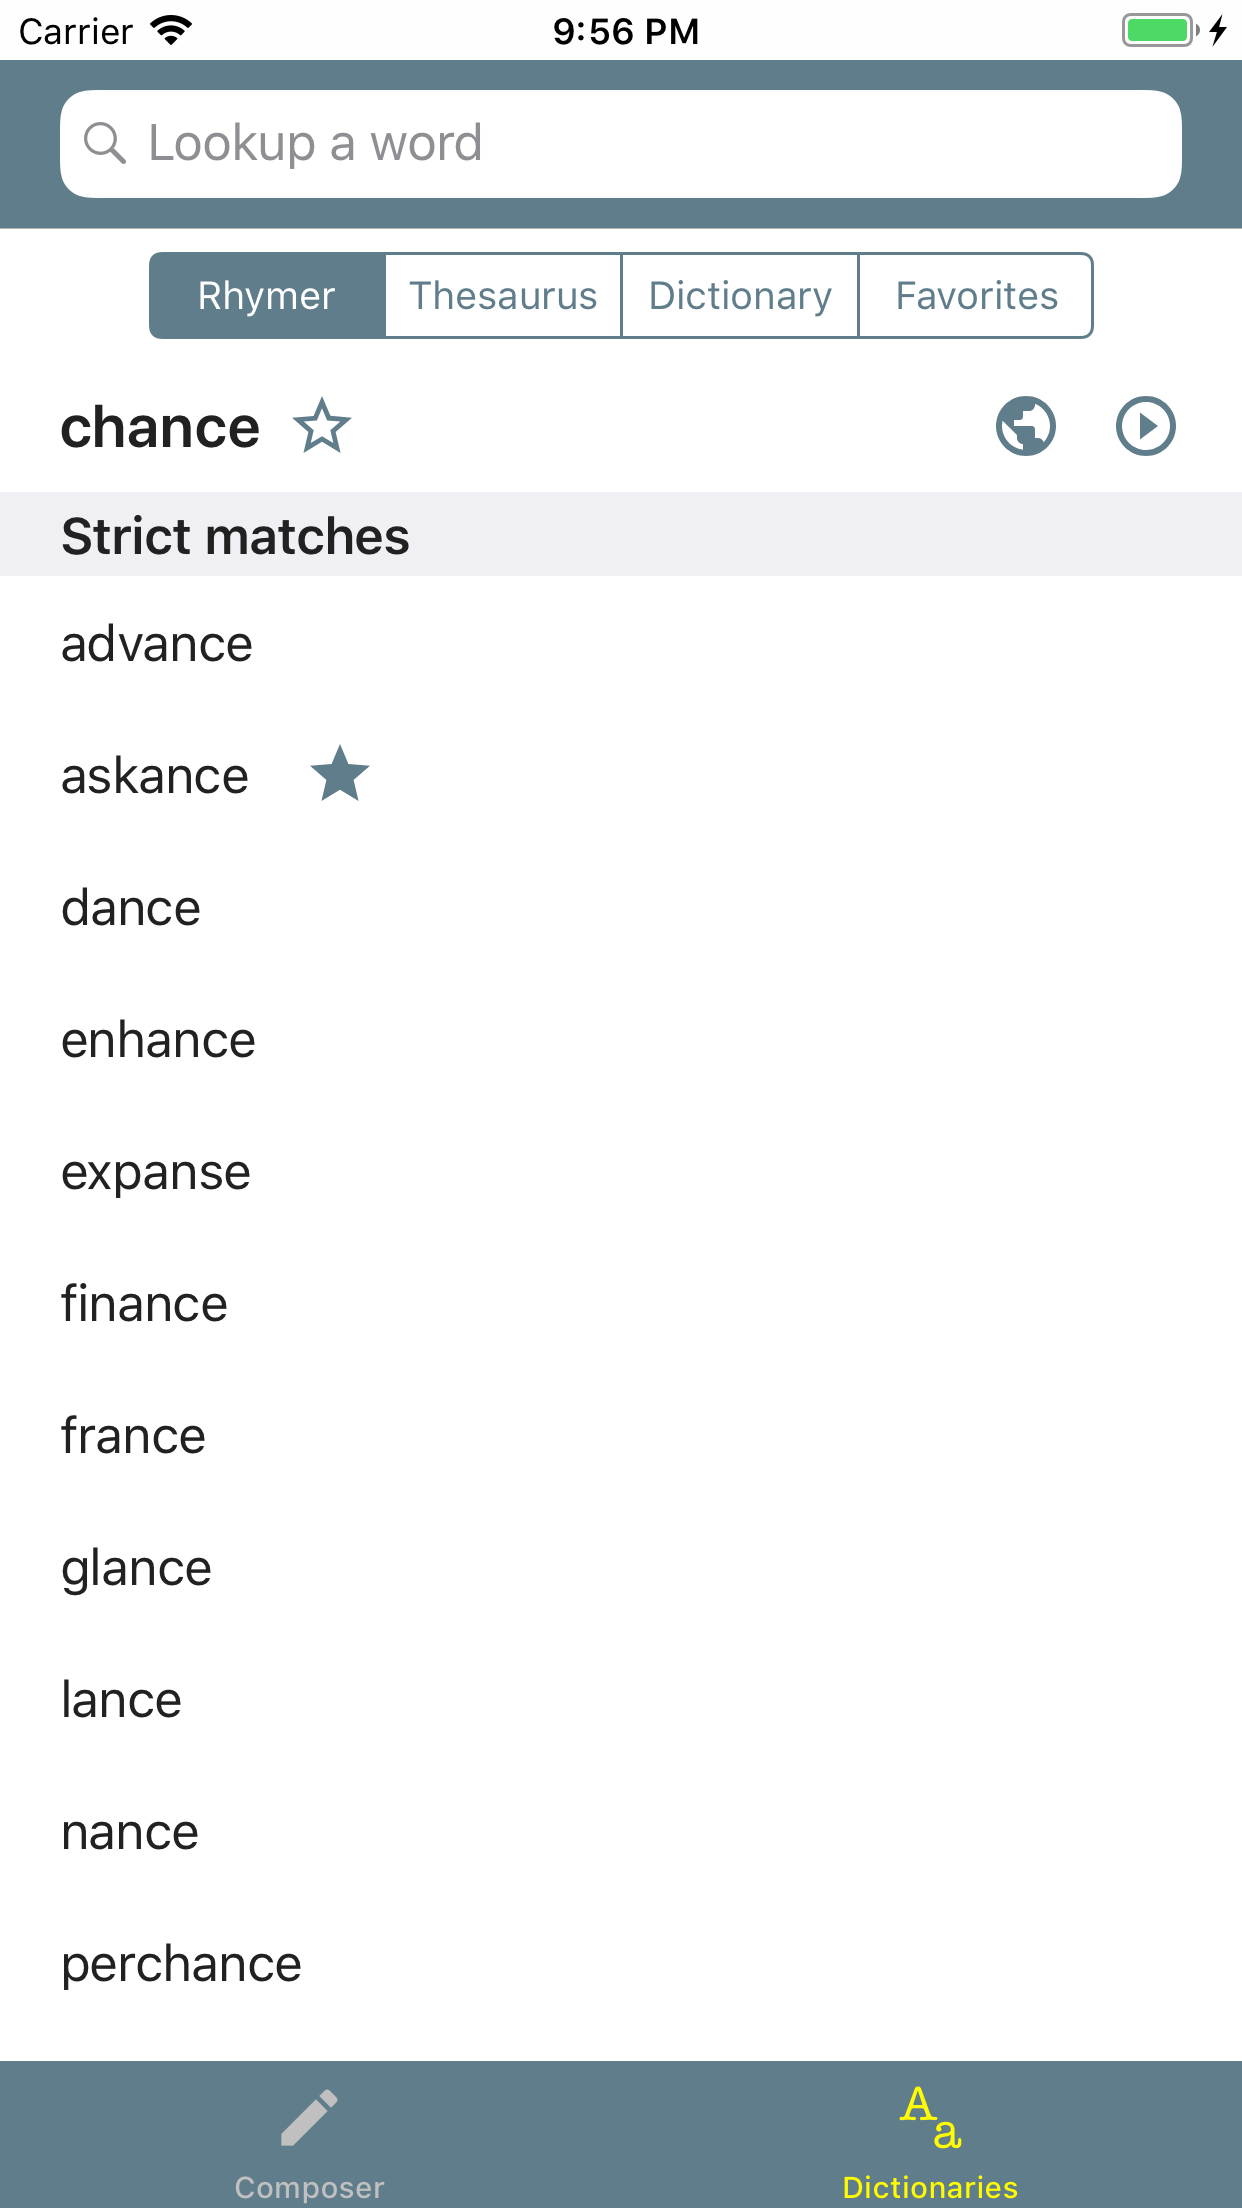 Carrier 9:56 PM
Lookup a word
Rhymer Thesaurus Dictionary Favorites
chance
Strict matches
advance
askance
dance
enhance
expanse
finance
france
glance
lance
nance
perchance
Aa
Composer Dictionaries